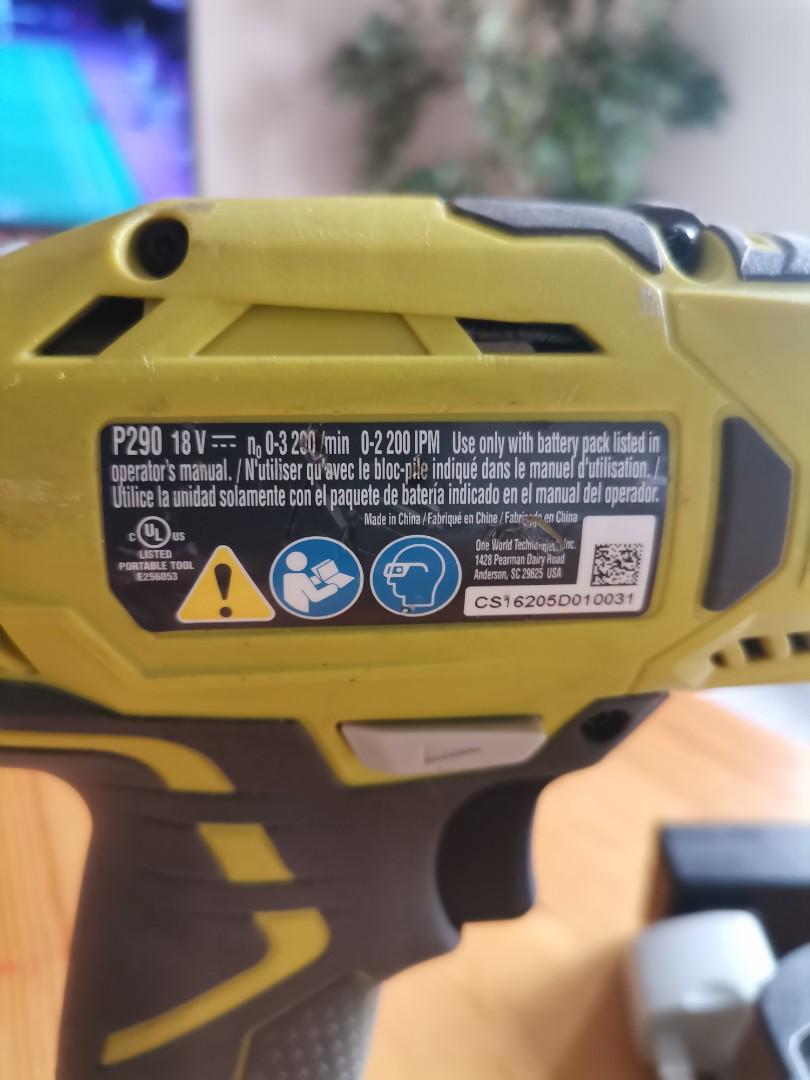 P290 18 V ⎓ n₀ 0-3 200 /min 0-2 200 IPM Use only with battery pack listed in
operator's manual. / N'utiliser qu'avec le bloc-pile indiqué dans le manuel d'utilisation. /
Utilice la unidad solamente con el paquete de batería indicado en el manual del operador.
Made in China / Fabriqué en Chine / Fabricado en China
C UL US
LISTED
PORTABLE TOOL
E256053
One World Technologies, Inc.
1428 Pearman Dairy Road
Anderson, SC 29625 USA
CS16205D010031